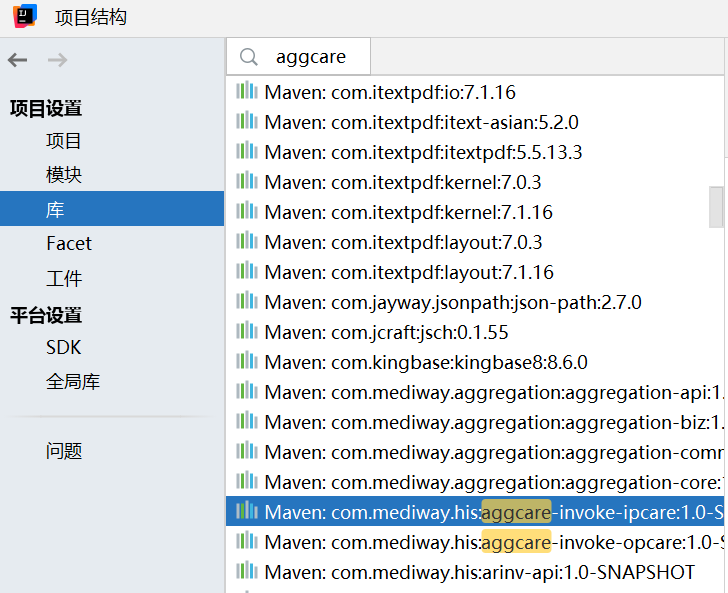 项目结构
项目设置
项目
模块
库
Facet
工件
平台设置
SDK
全局库
问题
aggcare
Maven: com.itextpdf:io:7.1.16
Maven: com.itextpdf:itext-asian:5.2.0
Maven: com.itextpdf:itextpdf:5.5.13.3
Maven: com.itextpdf:kernel:7.0.3
Maven: com.itextpdf:kernel:7.1.16
Maven: com.itextpdf:layout:7.0.3
Maven: com.itextpdf:layout:7.1.16
Maven: com.jayway.jsonpath:json-path:2.7.0
Maven: com.jcraft:jsch:0.1.55
Maven: com.kingbase:kingbase8:8.6.0
Maven: com.mediway.aggregation:aggregation-api:1.
Maven: com.mediway.aggregation:aggregation-biz:1.
Maven: com.mediway.aggregation:aggregation-comm
Maven: com.mediway.aggregation:aggregation-core:
Maven: com.mediway.his:aggcare-invoke-ipcare:1.0-S
Maven: com.mediway.his:aggcare-invoke-opcare:1.0-S
Maven: com.mediway.his:arinv-api:1.0-SNAPSHOT